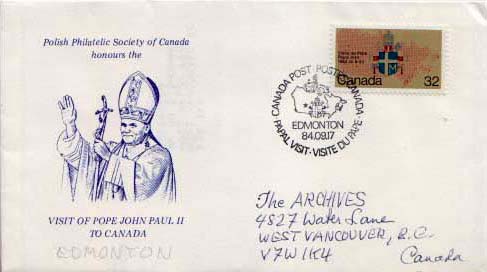 Polish Philatelic Society of Canada
honours the
VISIT OF POPE JOHN PAUL II
TO CANADA
EDMONTON
CANADA POST · POSTES CANADA
EDMONTON
84.09.17
PAPAL VISIT · VISITE DU PAPE
Canada 32
The ARCHIVES
4827 Water Lane
WEST VANCOUVER, B.C.
V7W 1K4
Canada